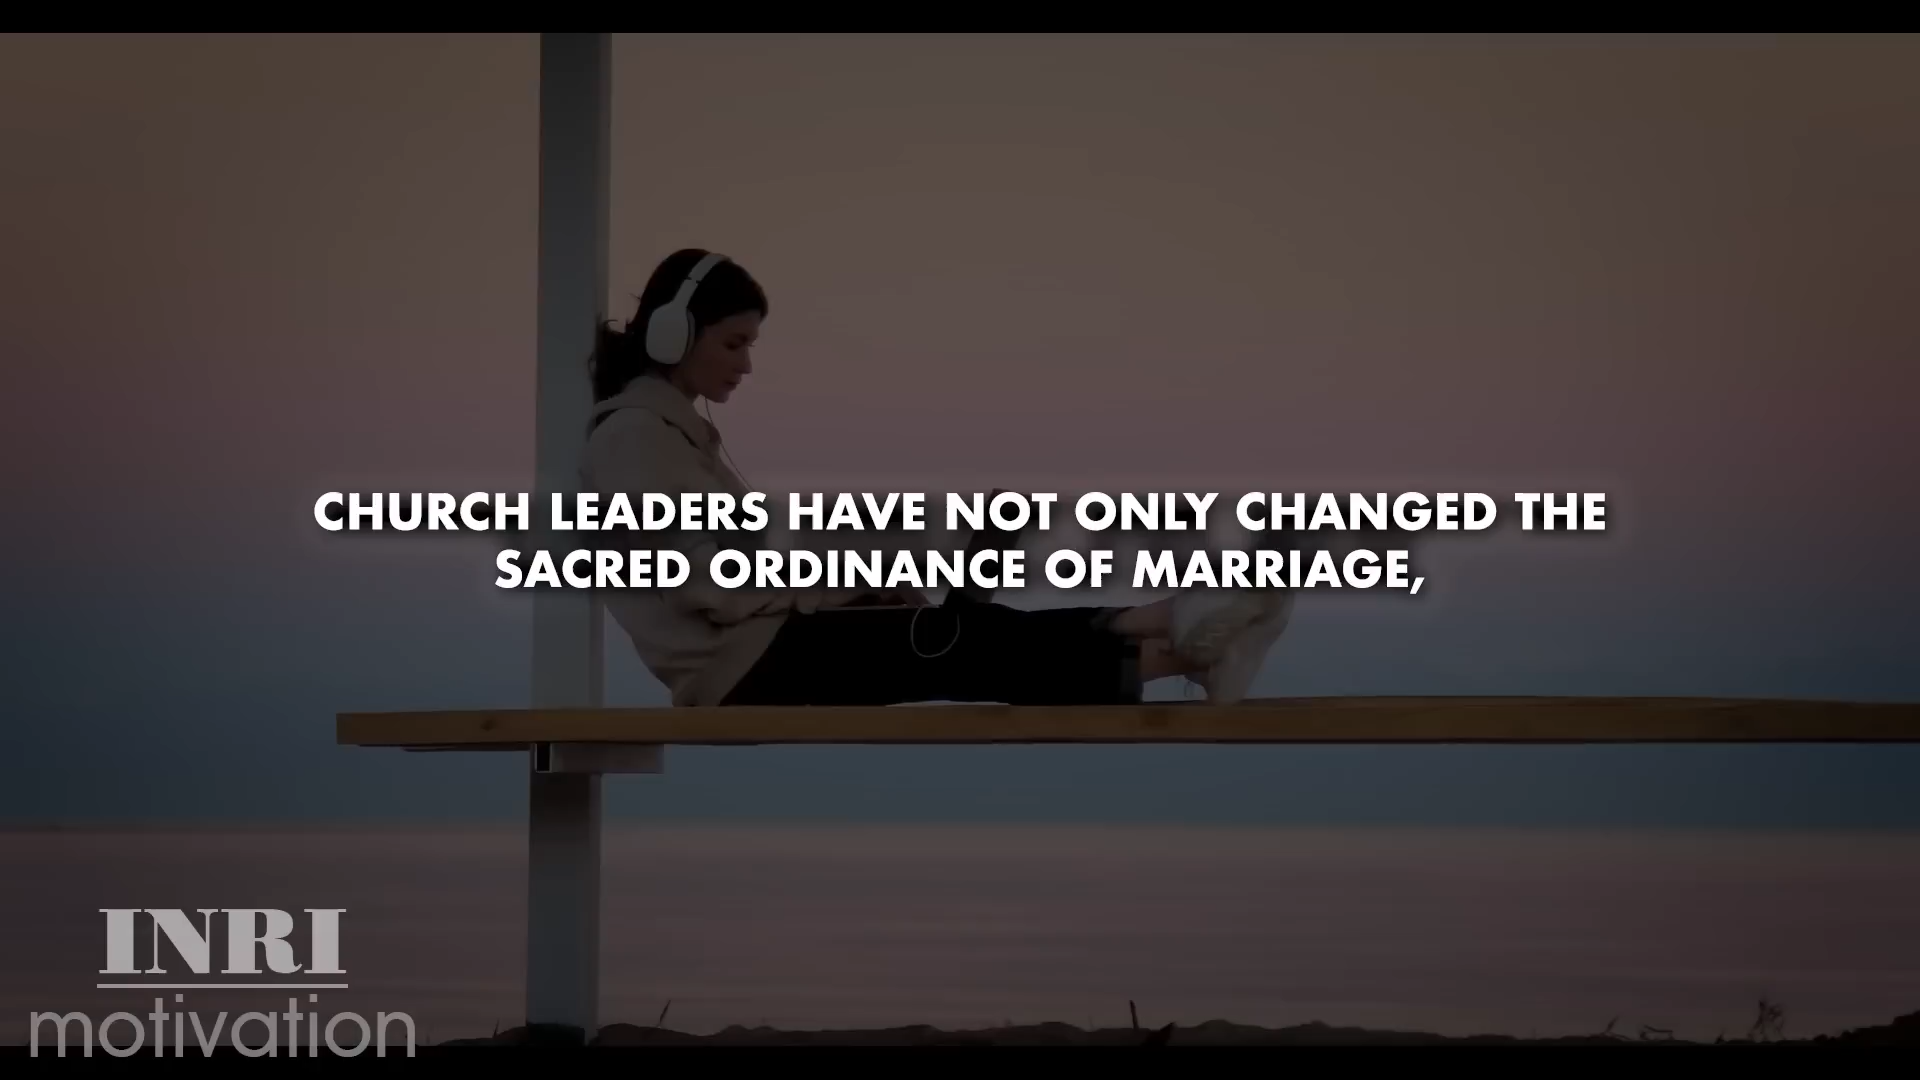 CHURCH LEADERS HAVE NOT ONLY CHANGED THE
SACRED ORDINANCE OF MARRIAGE,
INRI
motivation